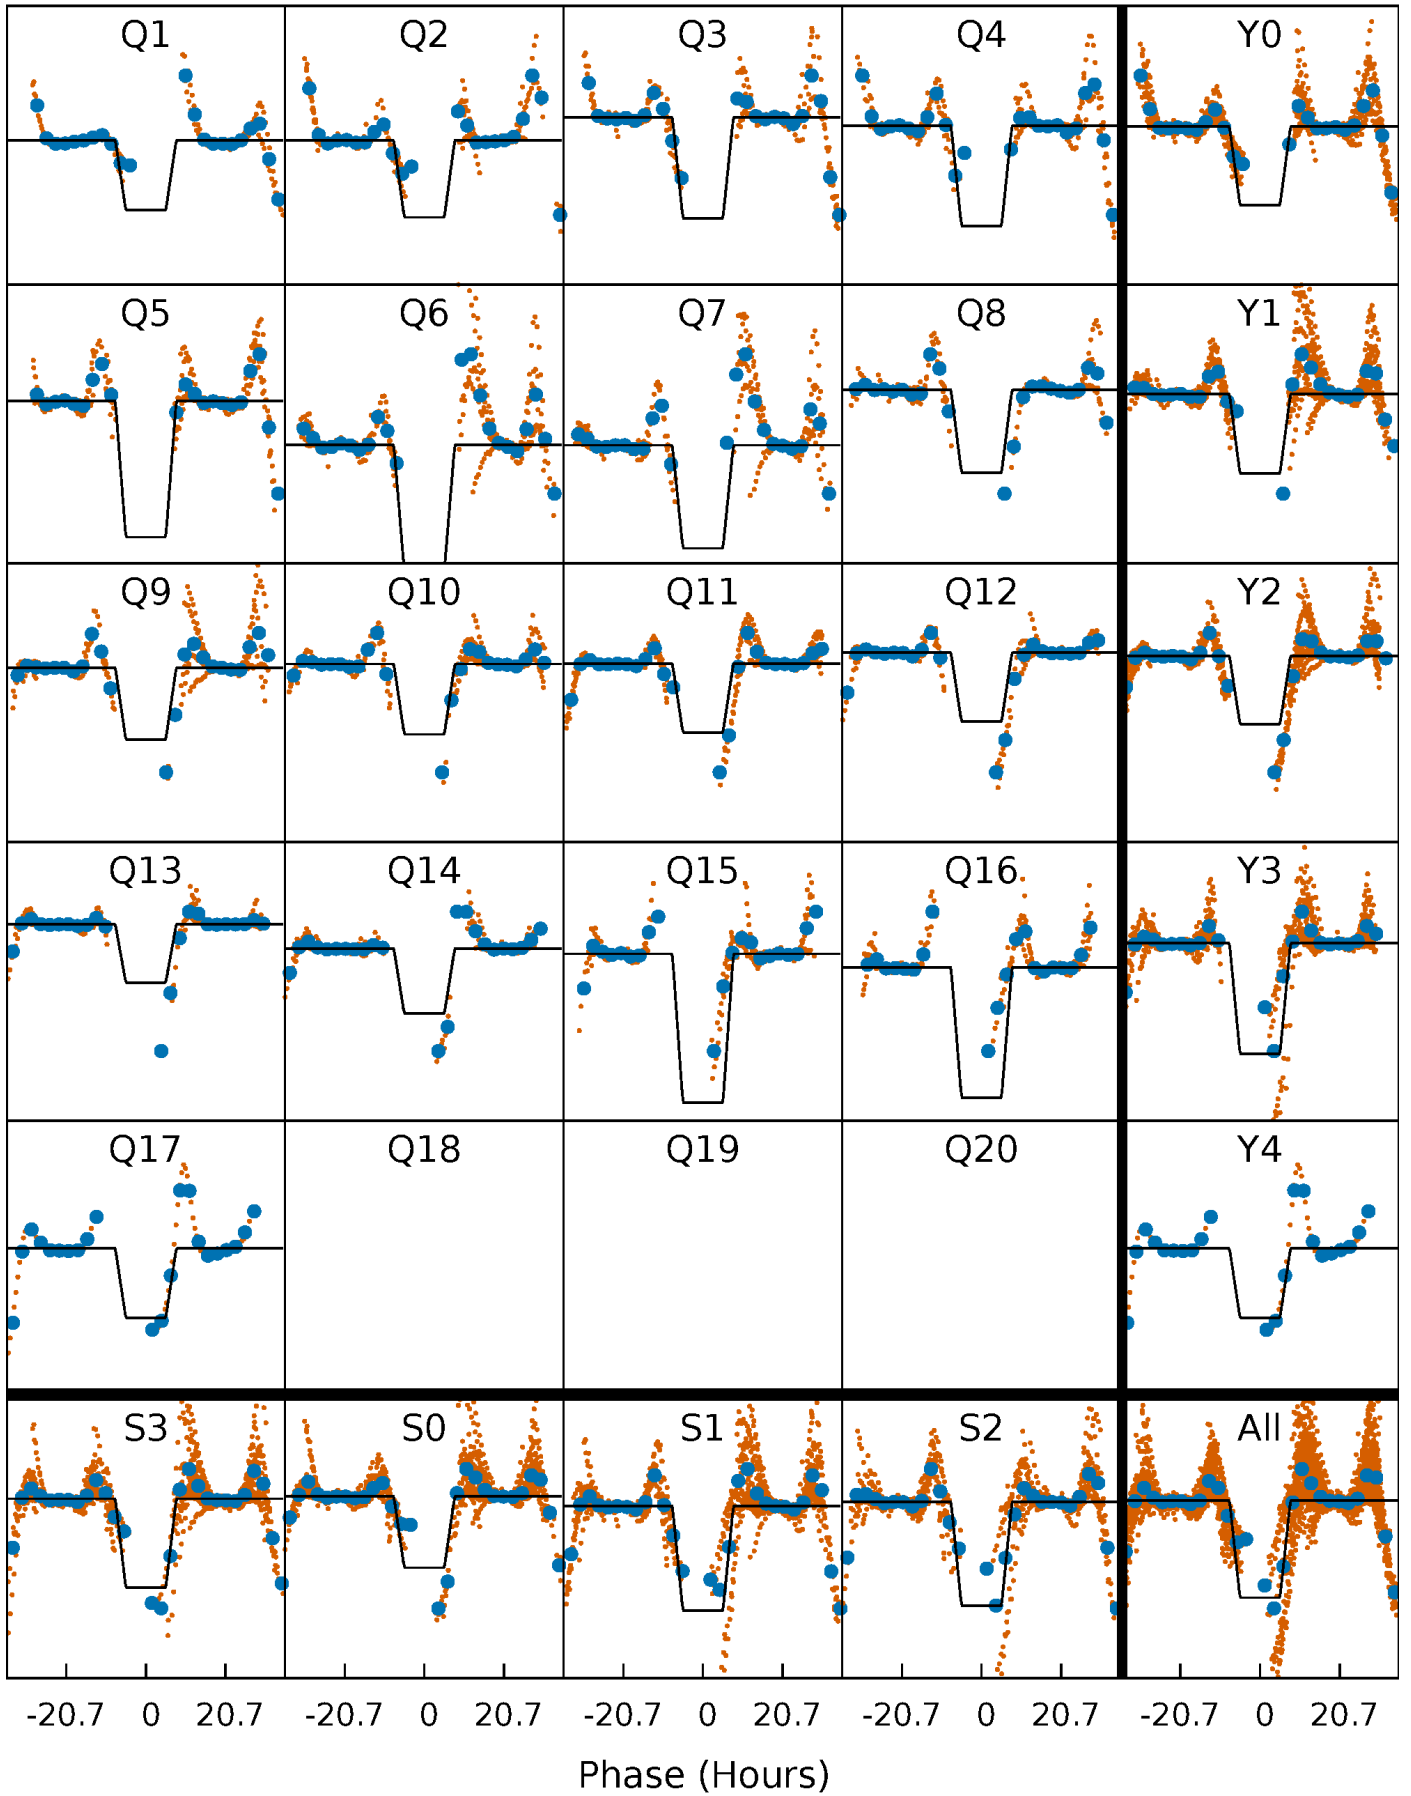 Q1 Q2 Q3 Q4 Y0
Q5 Q6 Q7 Q8 Y1
Q9 Q10 Q11 Q12 Y2
Q13 Q14 Q15 Q16 Y3
Q17 Q18 Q19 Q20 Y4
S3 S0 S1 S2 All
-20.7 0 20.7 -20.7 0 20.7 -20.7 0 20.7 -20.7 0 20.7 -20.7 0 20.7
Phase (Hours)